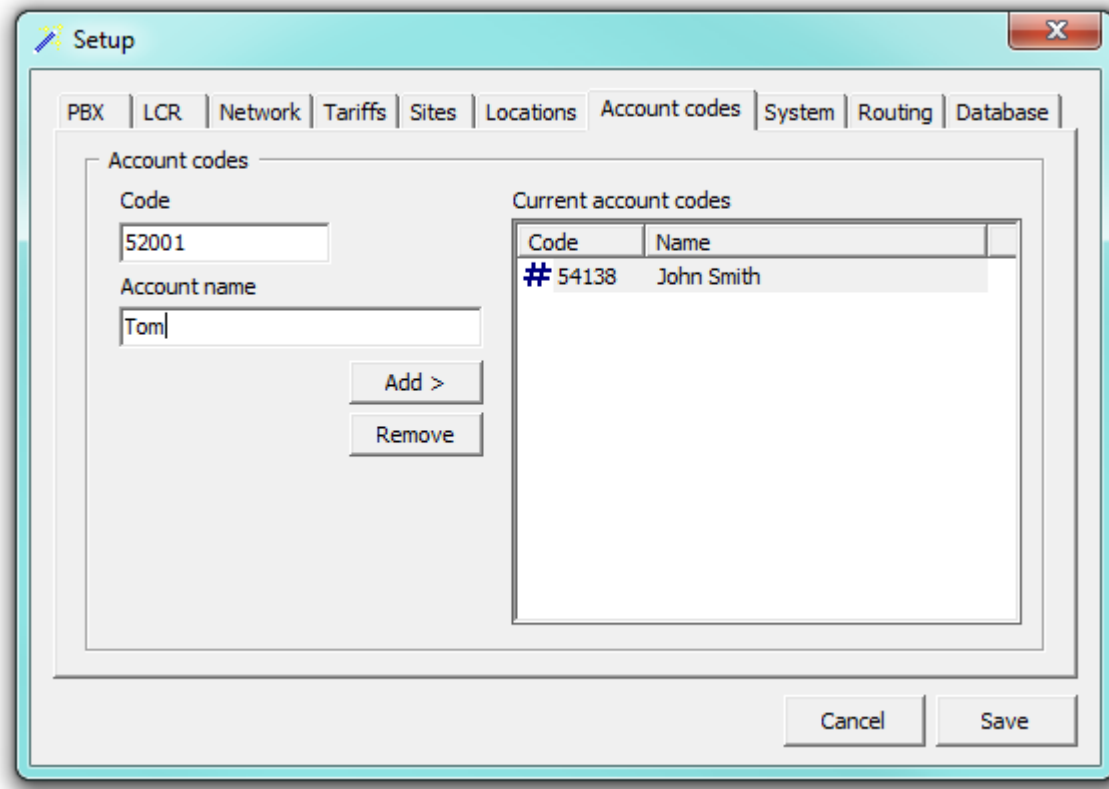 Setup
PBX LCR Network Tariffs Sites Locations Account codes System Routing Database
Account codes
Code
52001
Account name
Tom
Add >
Remove
Current account codes
Code Name
# 54138 John Smith
Cancel Save